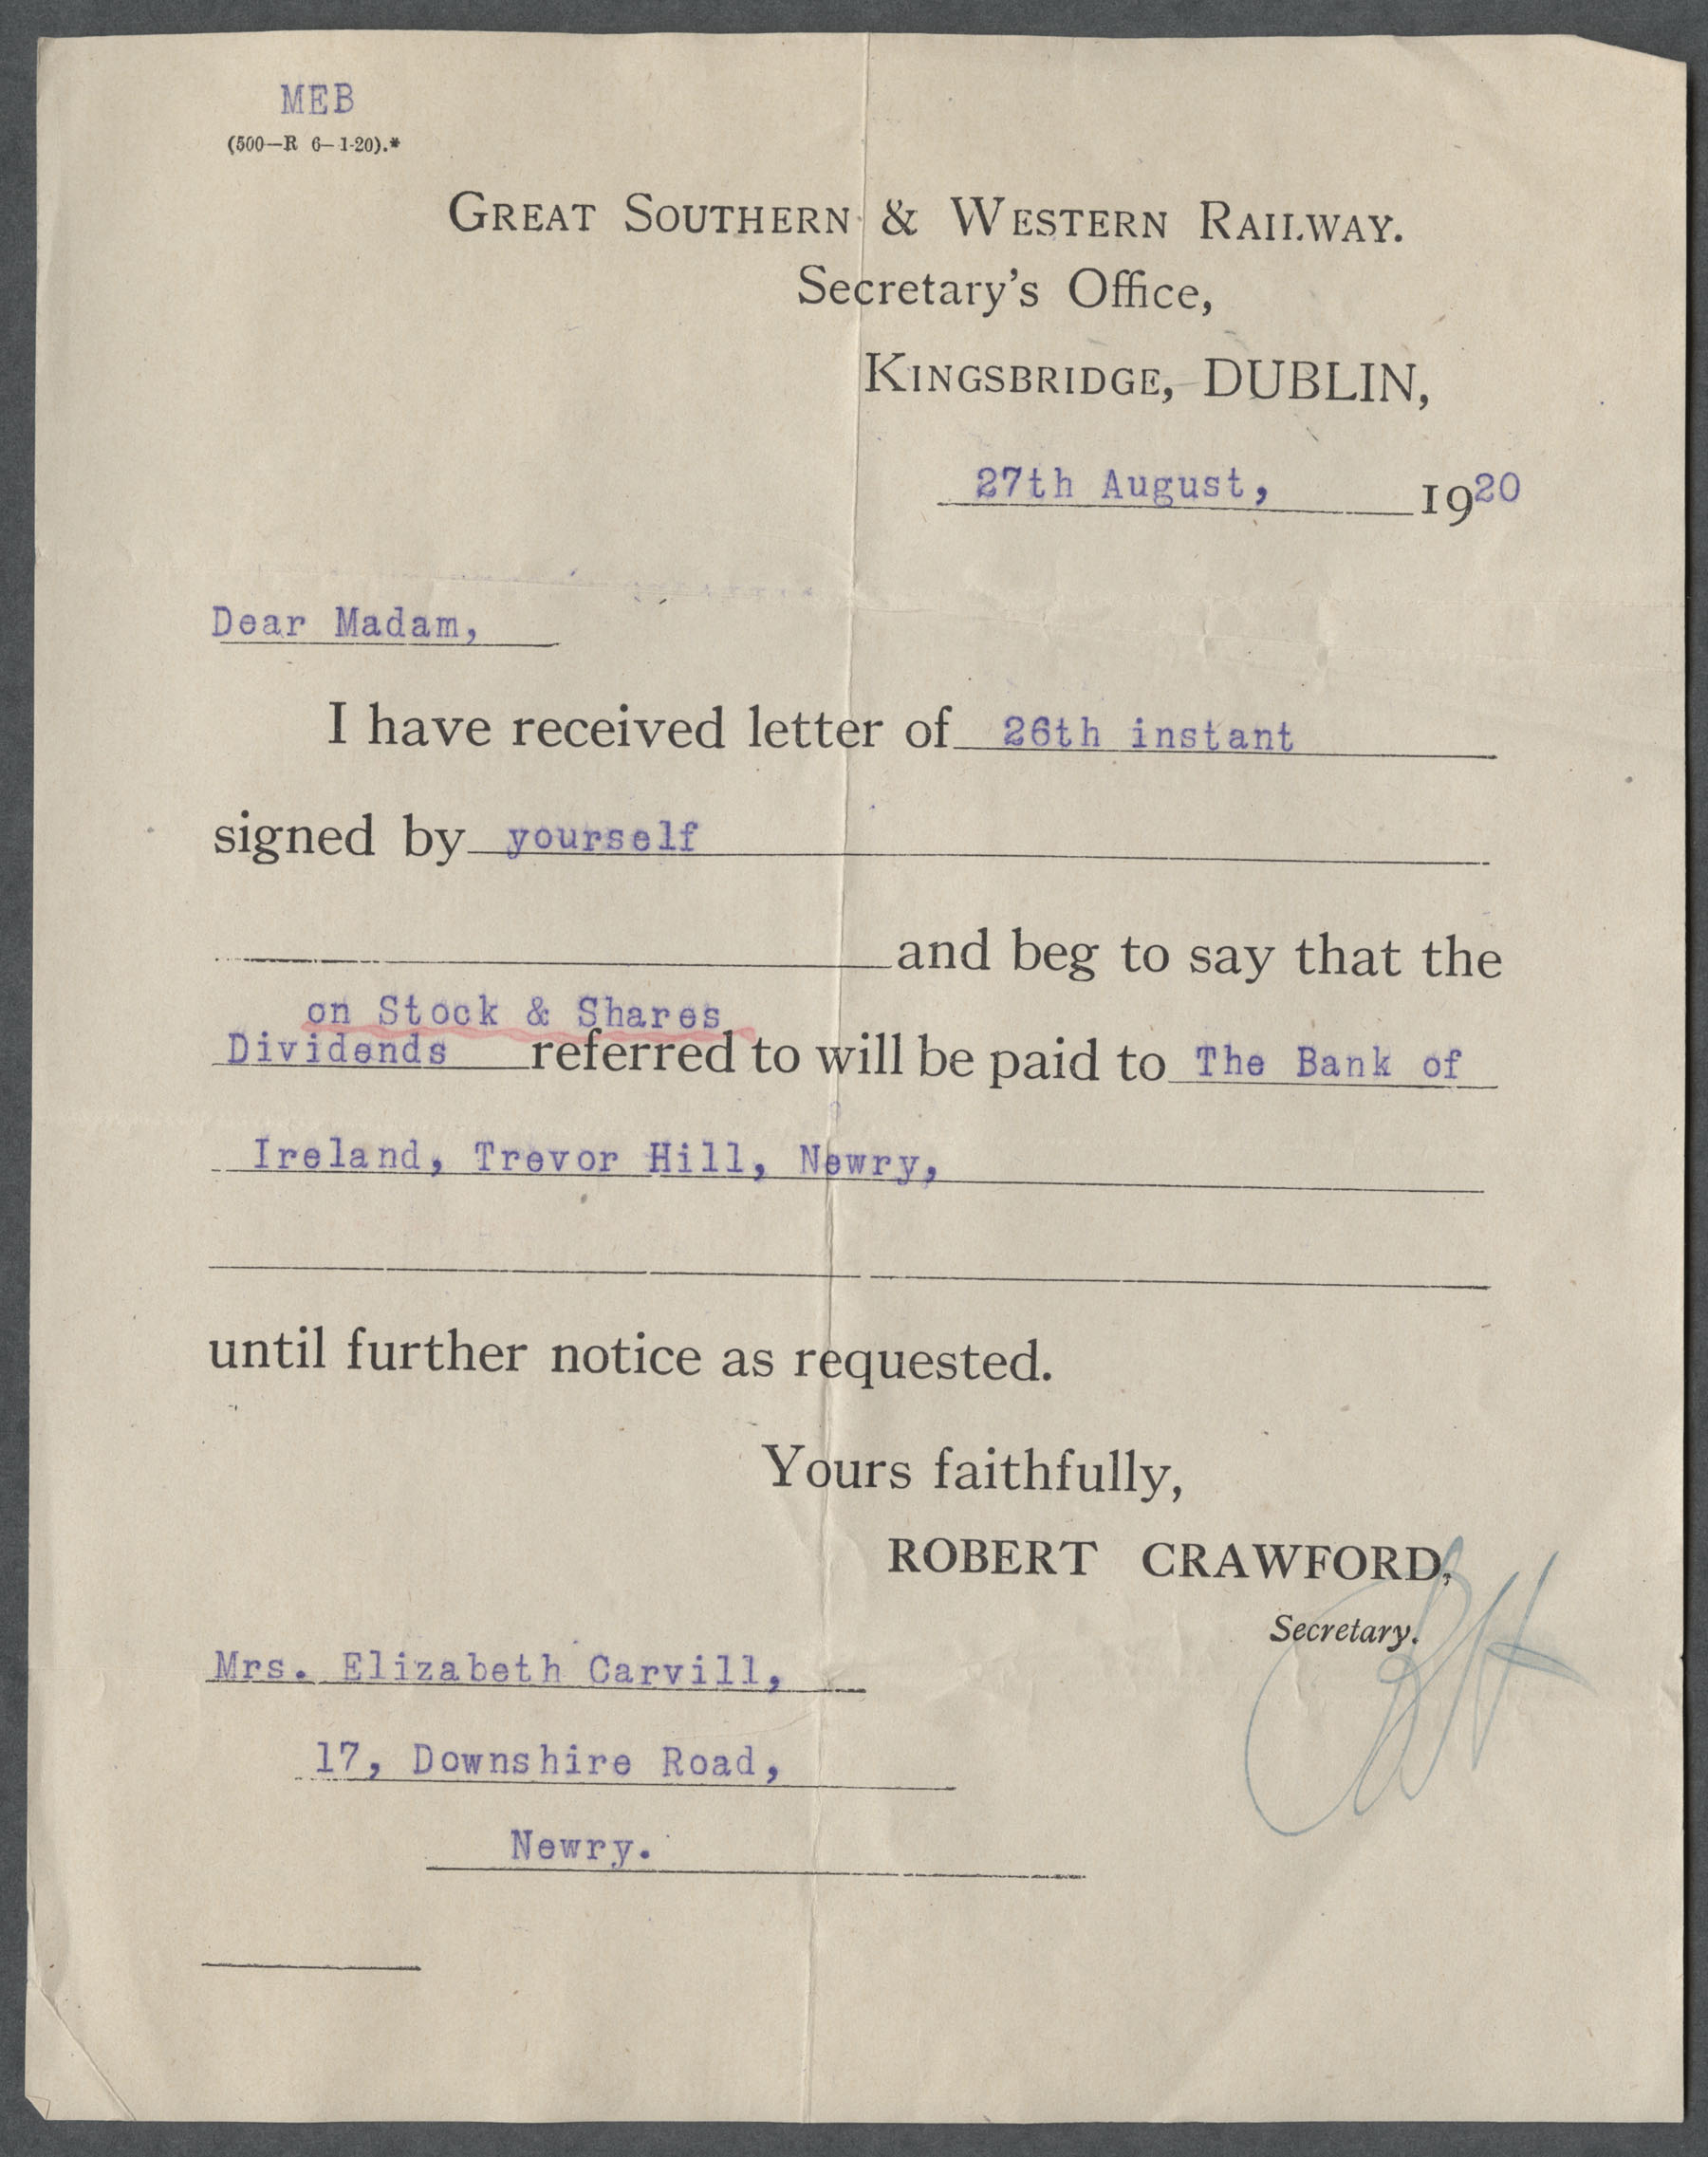 MEB
(500—R 6–1-20).*
GREAT SOUTHERN & WESTERN RAILWAY.
Secretary's Office,
KINGSBRIDGE, DUBLIN,
27th August, 1920
Dear Madam,
I have received letter of 26th instant
signed by yourself
and beg to say that the
on Stock & Shares
Dividends referred to will be paid to The Bank of
Ireland, Trevor Hill, Newry,
until further notice as requested.
Yours faithfully,
ROBERT CRAWFORD,
Secretary.
Mrs. Elizabeth Carvill,
17, Downshire Road,
Newry.